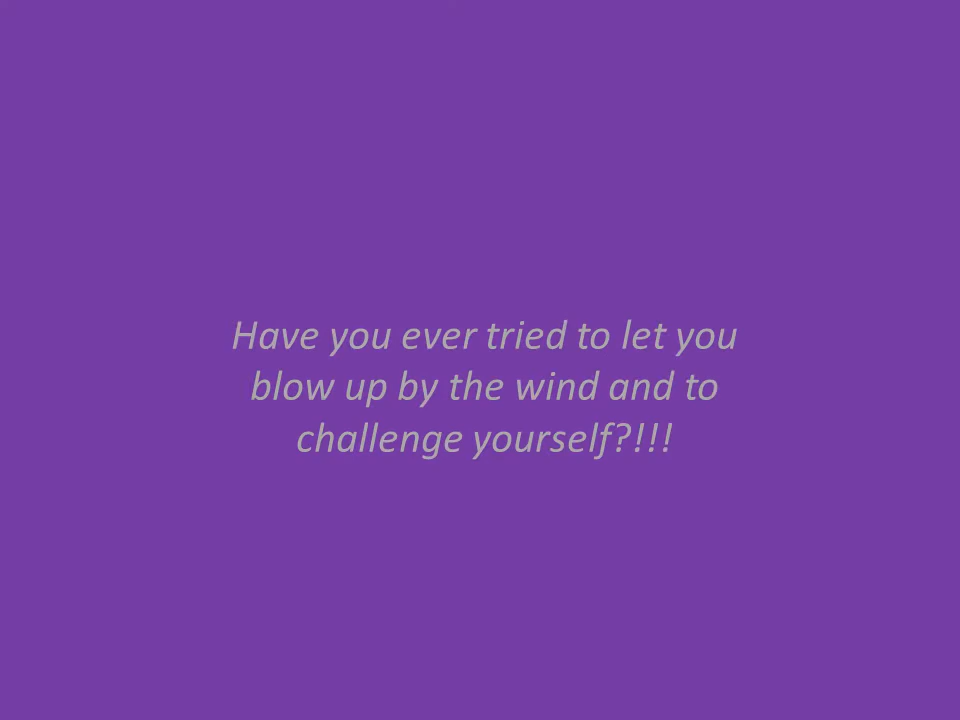 Have you ever tried to let you
blow up by the wind and to
challenge yourself?!!!